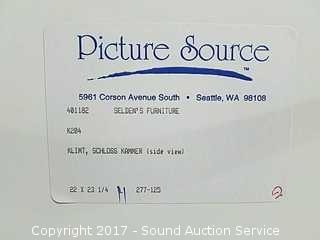 Picture Source
™
5961 Corson Avenue South • Seattle, WA 98108
401182 SELDEN'S FURNITURE
K204
KLIMT, SCHLOSS KAMMER (side view)
22 X 23 1/4 277-125
Copyright 2017 - Sound Auction Service